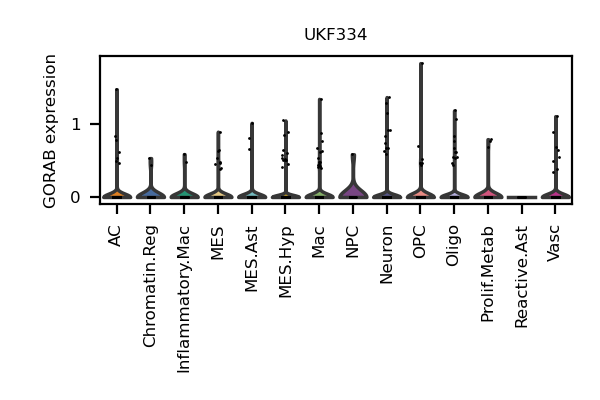 UKF334
GORAB expression
1
0
AC
Chromatin.Reg
Inflammatory.Mac
MES
MES.Ast
MES.Hyp
Mac
NPC
Neuron
OPC
Oligo
Prolif.Metab
Reactive.Ast
Vasc